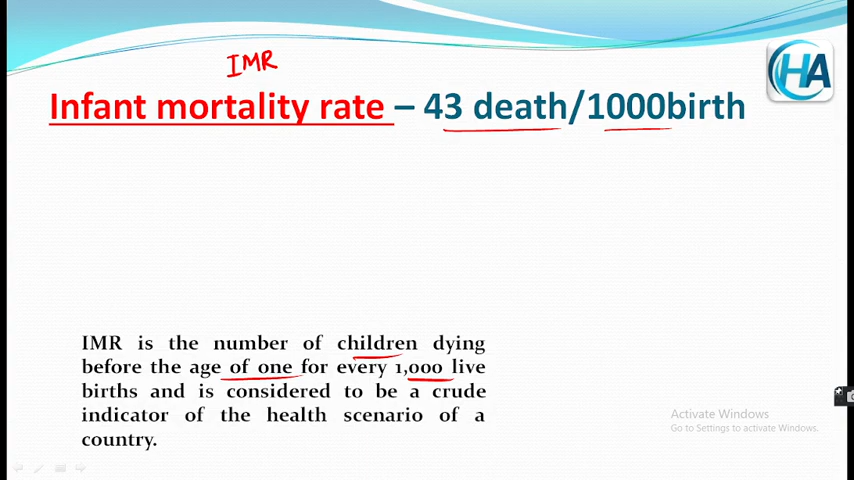 IMR
Infant mortality rate – 43 death/1000birth
HA
IMR is the number of children dying
before the age of one for every 1,000 live
births and is considered to be a crude
indicator of the health scenario of a
country.
Activate Windows
Go to Settings to activate Windows.